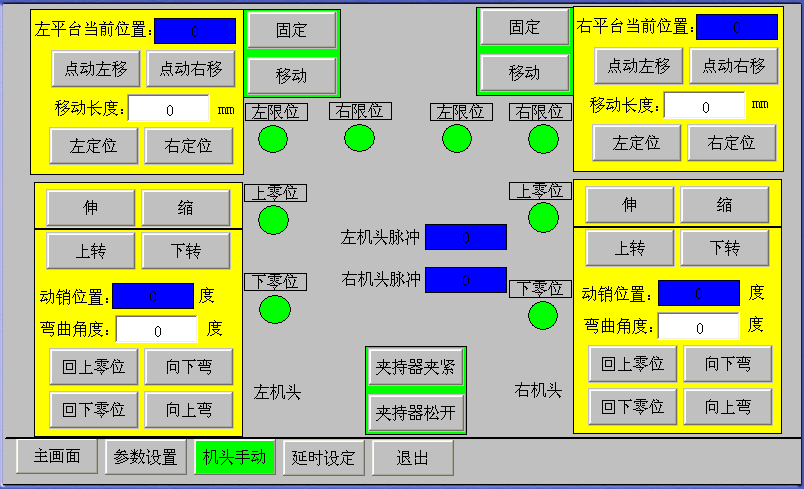 左平台当前位置： 0
固定
固定
右平台当前位置： 0
点动左移 点动右移
移动
移动
点动左移 点动右移
移动长度： 0 mm
移动长度： 0 mm
左限位 右限位 左限位 右限位
左定位 右定位
左定位 右定位
上零位
上零位
伸 缩
伸 缩
上转 下转
左机头脉冲 0
上转 下转
下零位
右机头脉冲 0
下零位
动销位置： 0 度
动销位置： 0 度
弯曲角度： 0 度
弯曲角度： 0 度
回上零位 向下弯
夹持器夹紧
回上零位 向下弯
左机头
右机头
回下零位 向上弯
夹持器松开
回下零位 向上弯
主画面 参数设置 机头手动 延时设定 退出